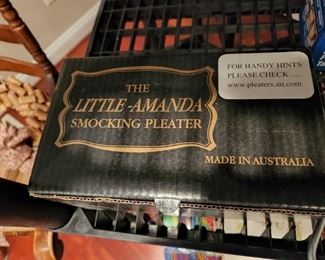 THE
LITTLE-AMANDA
SMOCKING PLEATER
FOR HANDY HINTS
PLEASE CHECK .....
www.pleaters.au.com
MADE IN AUSTRALIA